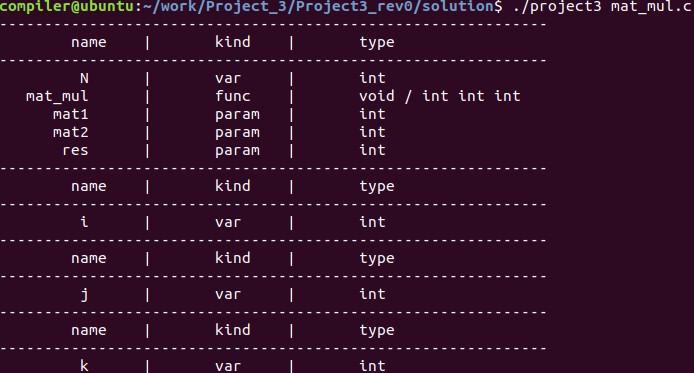 compiler@ubuntu:~/work/Project_3/Project3_rev0/solution$ ./project3 mat_mul.c
-------------------------------------------------------------
name | kind | type
-------------------------------------------------------------
N | var | int
mat_mul | func | void / int int int
mat1 | param | int
mat2 | param | int
res | param | int
-------------------------------------------------------------
name | kind | type
-------------------------------------------------------------
i | var | int
-------------------------------------------------------------
name | kind | type
-------------------------------------------------------------
j | var | int
-------------------------------------------------------------
name | kind | type
-------------------------------------------------------------
k | var | int